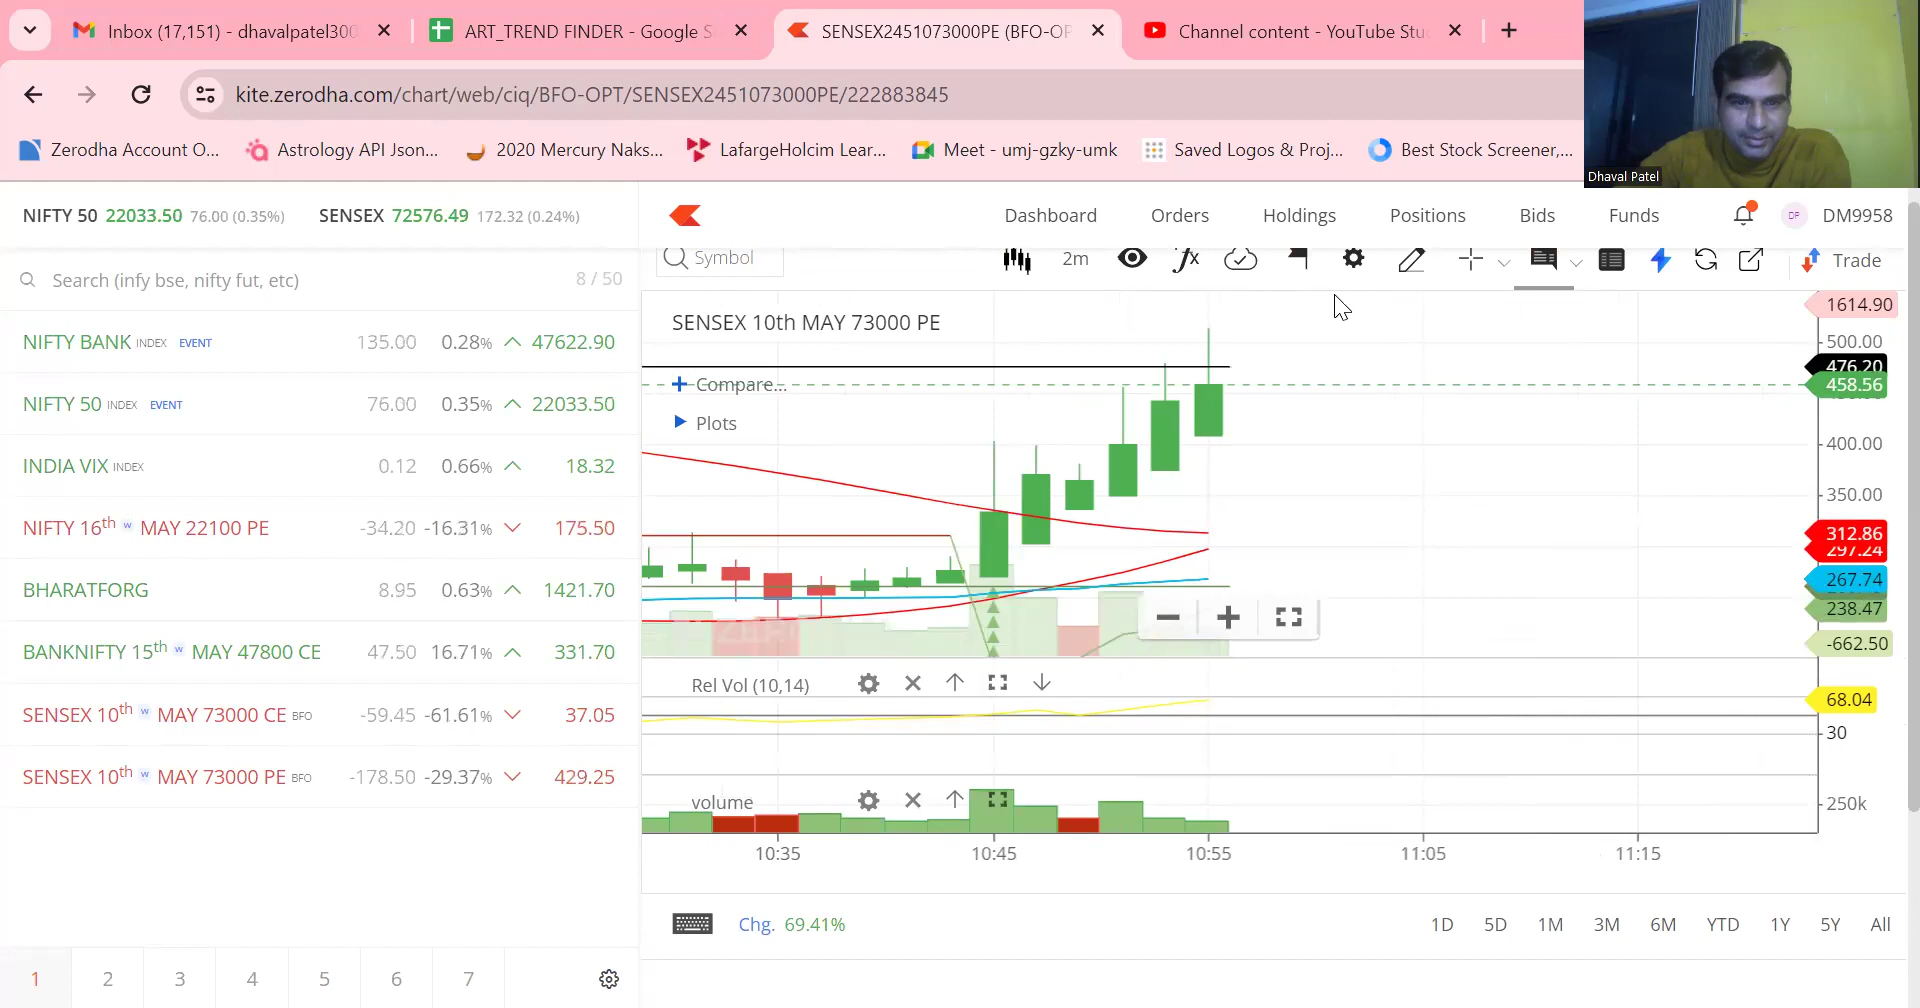 Inbox (17,151) - dhavalpatel300
ART_TREND FINDER - Google S
SENSEX2451073000PE (BFO-OP
Channel content - YouTube Stu
kite.zerodha.com/chart/web/ciq/BFO-OPT/SENSEX2451073000PE/222883845
Zerodha Account O...
Astrology API Json...
2020 Mercury Naks...
LafargeHolcim Lear...
Meet - umj-gzky-umk
Saved Logos & Proj...
Best Stock Screener,...
Dhaval Patel
NIFTY 50 22033.50 76.00 (0.35%)
SENSEX 72576.49 172.32 (0.24%)
Dashboard
Orders
Holdings
Positions
Bids
Funds
DP
DM9958
Search (infy bse, nifty fut, etc)
8 / 50
Symbol
2m
Trade
NIFTY BANK INDEX EVENT 135.00 0.28% 47622.90
NIFTY 50 INDEX EVENT 76.00 0.35% 22033.50
INDIA VIX INDEX 0.12 0.66% 18.32
NIFTY 16th w MAY 22100 PE -34.20 -16.31% 175.50
BHARATFORG 8.95 0.63% 1421.70
BANKNIFTY 15th w MAY 47800 CE 47.50 16.71% 331.70
SENSEX 10th w MAY 73000 CE BFO -59.45 -61.61% 37.05
SENSEX 10th w MAY 73000 PE BFO -178.50 -29.37% 429.25
SENSEX 10th MAY 73000 PE
Compare...
Plots
1614.90
500.00
476.20
458.56
400.00
350.00
312.86
297.24
267.74
238.47
-662.50
Rel Vol (10,14)
68.04
30
volume
250k
10:35
10:45
10:55
11:05
11:15
Chg. 69.41%
1D
5D
1M
3M
6M
YTD
1Y
5Y
All
1
2
3
4
5
6
7